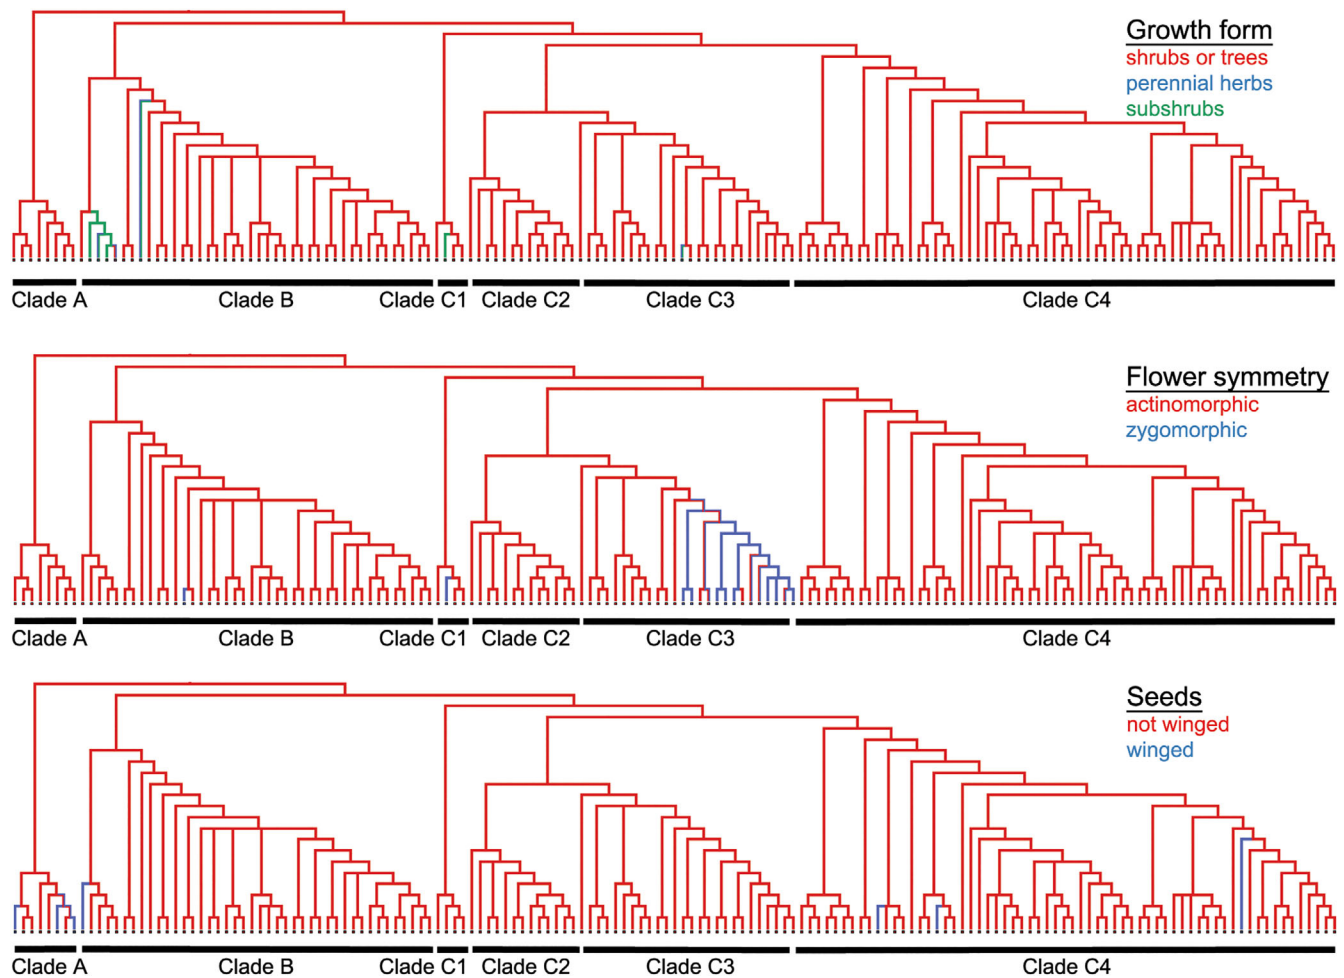 Growth form
shrubs or trees
perennial herbs
subshrubs
Clade A Clade B Clade C1 Clade C2 Clade C3 Clade C4
Flower symmetry
actinomorphic
zygomorphic
Clade A Clade B Clade C1 Clade C2 Clade C3 Clade C4
Seeds
not winged
winged
Clade A Clade B Clade C1 Clade C2 Clade C3 Clade C4